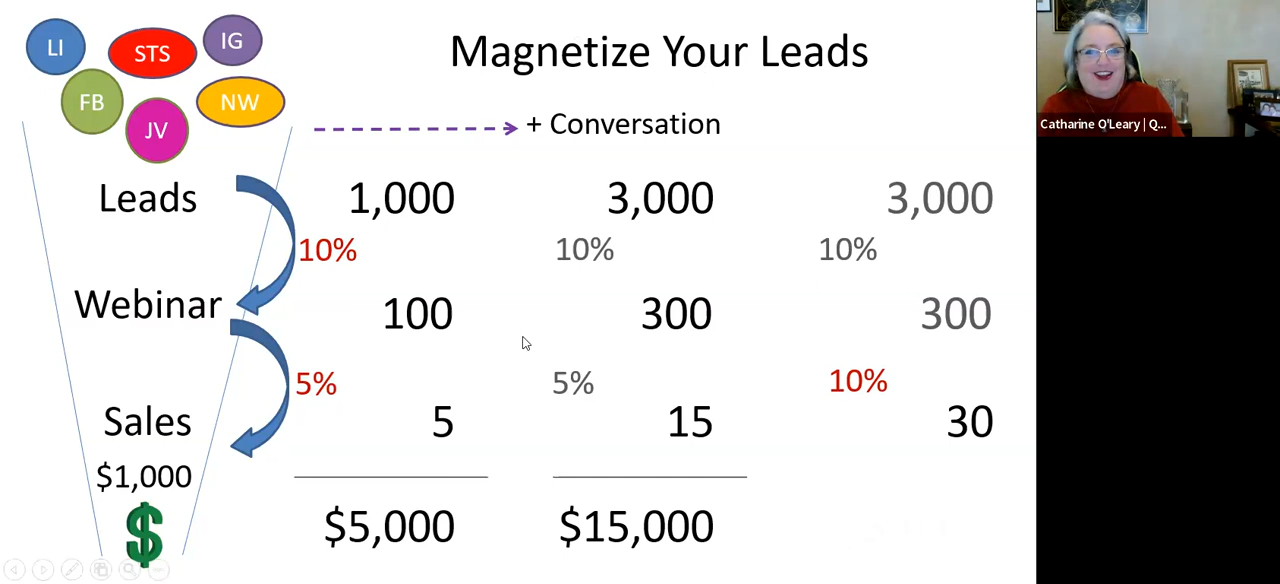 LI
STS
IG
FB
NW
JV
Magnetize Your Leads
+ Conversation
Leads 1,000 3,000 3,000
10% 10% 10%
Webinar 100 300 300
5% 5% 10%
Sales 5 15 30
$1,000
$
$5,000 $15,000
Catharine O'Leary | Q...